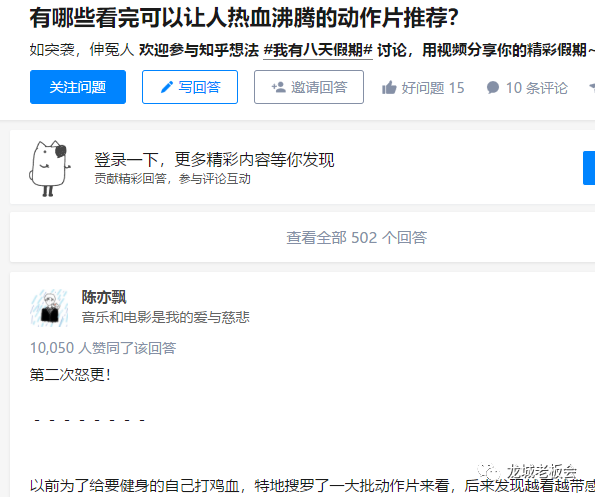 有哪些看完可以让人热血沸腾的动作片推荐？
如突袭，伸冤人 欢迎参与知乎想法 #我有八天假期# 讨论，用视频分享你的精彩假期~
关注问题 写回答 邀请回答 好问题 15 10 条评论
登录一下，更多精彩内容等你发现
贡献精彩回答，参与评论互动
查看全部 502 个回答
陈亦飘
音乐和电影是我的爱与慈悲
10,050 人赞同了该回答
第二次怒更！
- - - - - - - -
龙城老板会
以前为了给要健身的自己打鸡血，特地搜罗了一大批动作片来看，后来发现越看越带感